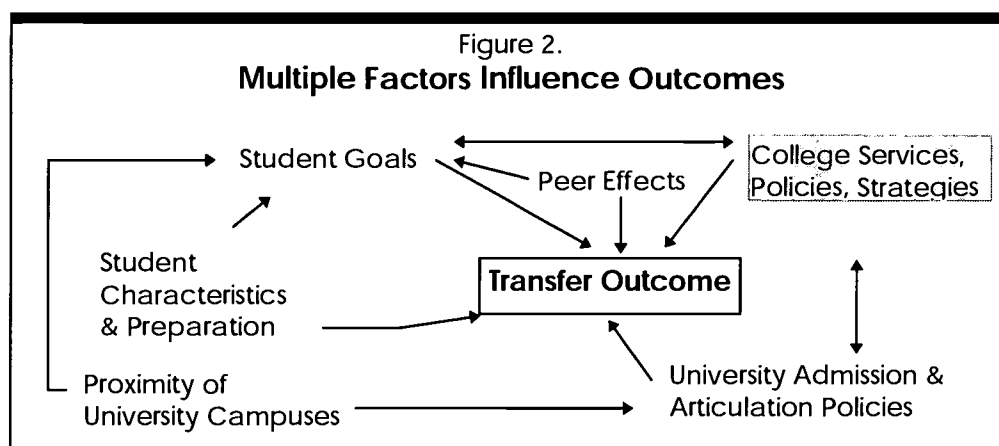 Figure 2.
Multiple Factors Influence Outcomes
Student Goals
Peer Effects
College Services,
Policies, Strategies
Student
Characteristics
& Preparation
Transfer Outcome
Proximity of
University Campuses
University Admission &
Articulation Policies